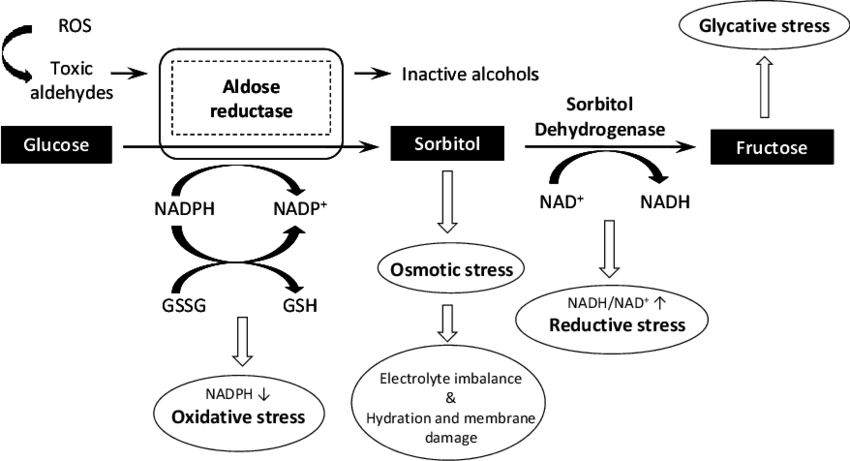 ROS
Toxic
aldehydes
Aldose
reductase
Inactive alcohols
Glycative stress
Glucose
Sorbitol
Sorbitol
Dehydrogenase
Fructose
NADPH
NADP⁺
NAD⁺
NADH
GSSG
GSH
Osmotic stress
NADH/NAD⁺ ↑
Reductive stress
NADPH ↓
Oxidative stress
Electrolyte imbalance
&
Hydration and membrane
damage